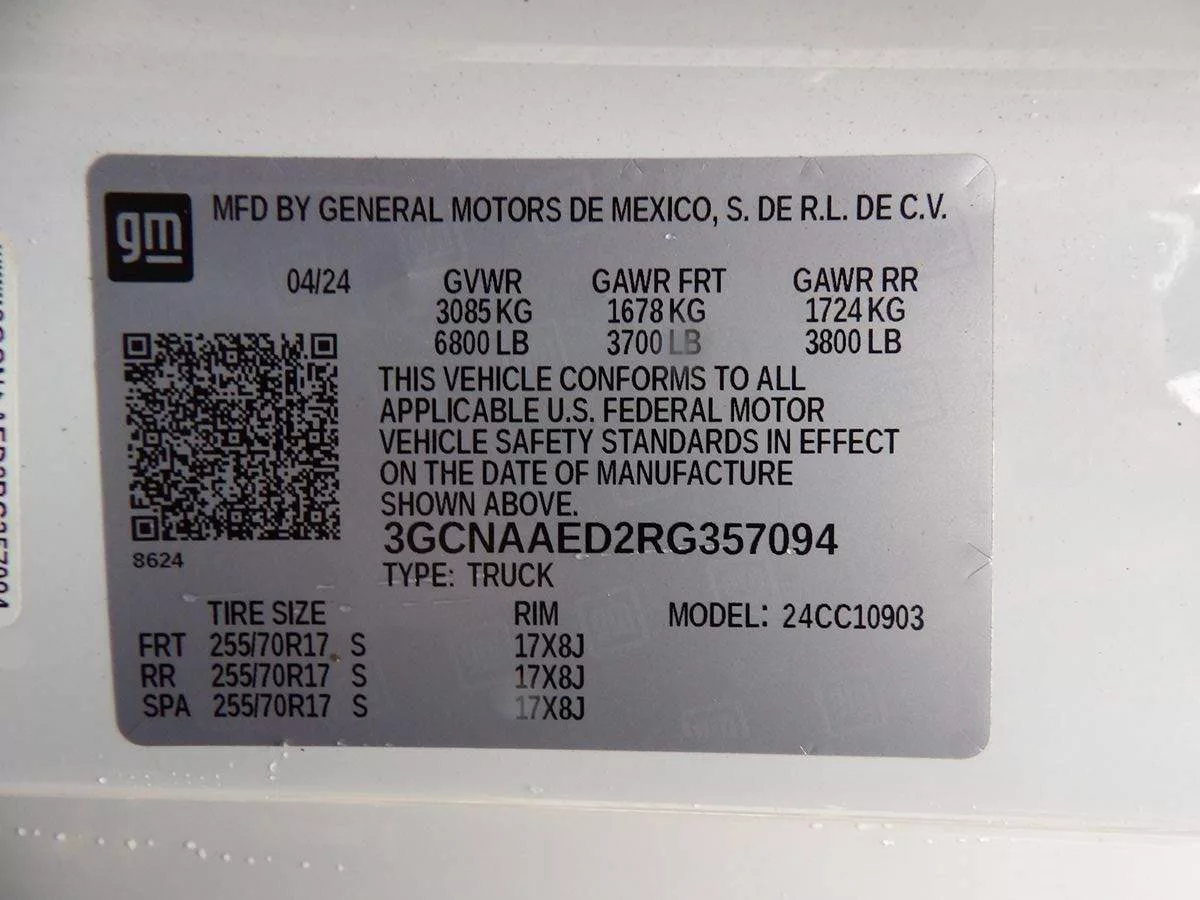 gm
MFD BY GENERAL MOTORS DE MEXICO, S. DE R.L. DE C.V.
04/24 GVWR GAWR FRT GAWR RR
3085 KG 1678 KG 1724 KG
6800 LB 3700 LB 3800 LB
THIS VEHICLE CONFORMS TO ALL
APPLICABLE U.S. FEDERAL MOTOR
VEHICLE SAFETY STANDARDS IN EFFECT
ON THE DATE OF MANUFACTURE
SHOWN ABOVE.
3GCNAAED2RG357094
8624
TYPE: TRUCK
TIRE SIZE RIM MODEL: 24CC10903
FRT 255/70R17 S 17X8J
RR 255/70R17 S 17X8J
SPA 255/70R17 S 17X8J